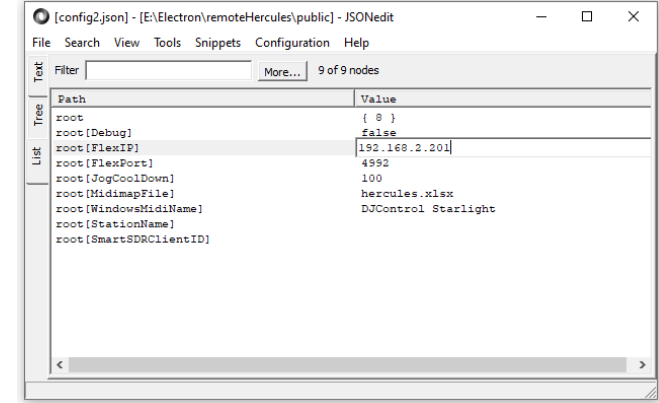 [config2.json] - [E:\Electron\remoteHercules\public] - JSONedit
File Search View Tools Snippets Configuration Help
Text
Tree
List
Filter More... 9 of 9 nodes
Path Value
root { 8 }
root[Debug] false
root[FlexIP] 192.168.2.201
root[FlexPort] 4992
root[JogCoolDown] 100
root[MidimapFile] hercules.xlsx
root[WindowsMidiName] DJControl Starlight
root[StationName]
root[SmartSDRClientID]